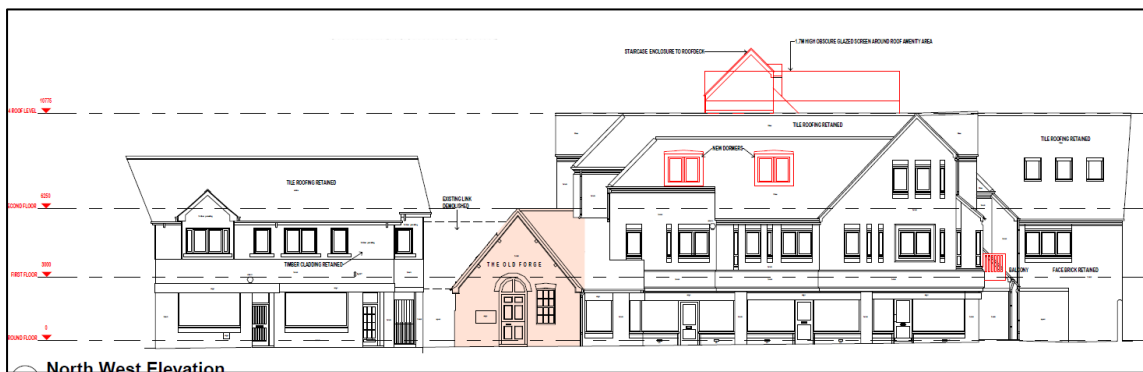 STAIRCASE ENCLOSURE TO ROOFDECK
1.7M HIGH OBSCURE GLAZED SCREEN AROUND ROOF AMENITY AREA
10775
ROOF LEVEL
TILE ROOFING RETAINED
NEW DORMERS
TILE ROOFING RETAINED
TILE ROOFING RETAINED
6250
SECOND FLOOR
EXISTING LINK
DEMOLISHED
TIMBER CLADDING RETAINED
THE OLD FORGE
FIRST FLOOR
BALCONY
FACE BRICK RETAINED
0
ROUND FLOOR
North West Elevation